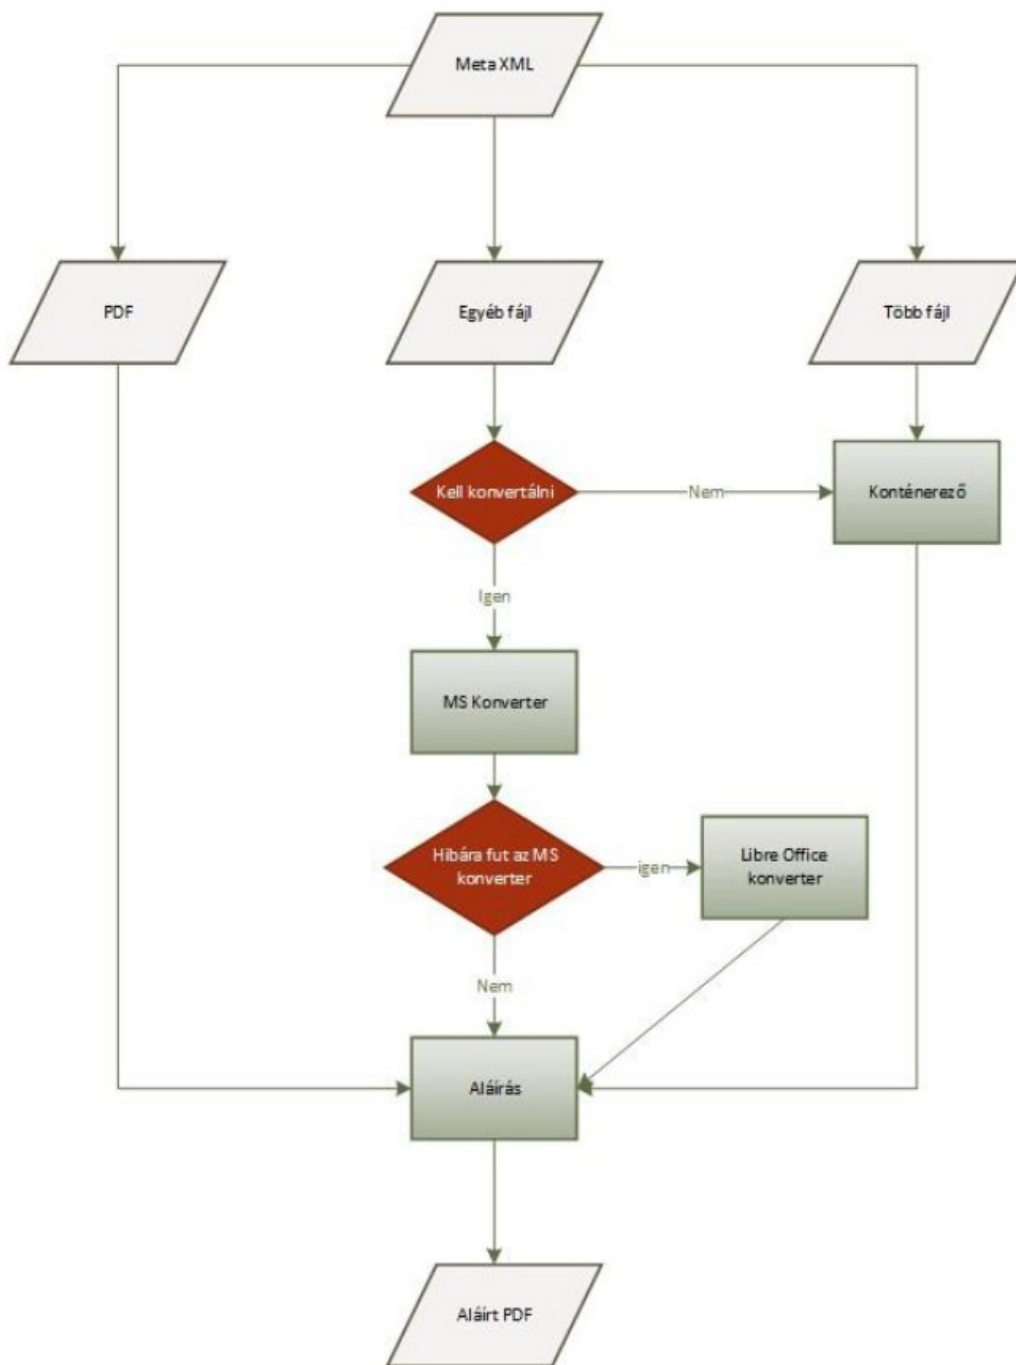 Meta XML
PDF
Egyéb fájl
Több fájl
Kell konvertálni
Nem
Konténerező
Igen
MS Konverter
Hibára fut az MS
konverter
igen
Libre Office
konverter
Nem
Aláírás
Aláírt PDF